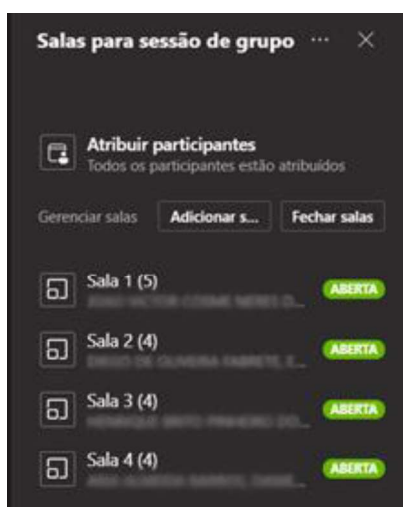 Salas para sessão de grupo ...
Atribuir participantes
Todos os participantes estão atribuídos
Gerenciar salas Adicionar s... Fechar salas
Sala 1 (5)
ABERTA
Sala 2 (4)
ABERTA
Sala 3 (4)
ABERTA
Sala 4 (4)
ABERTA